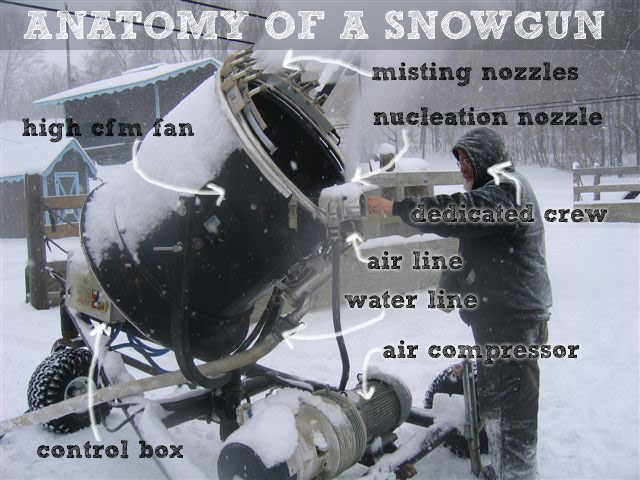 ANATOMY OF A SNOWGUN
misting nozzles
nucleation nozzle
high cfm fan
dedicated crew
air line
water line
air compressor
control box